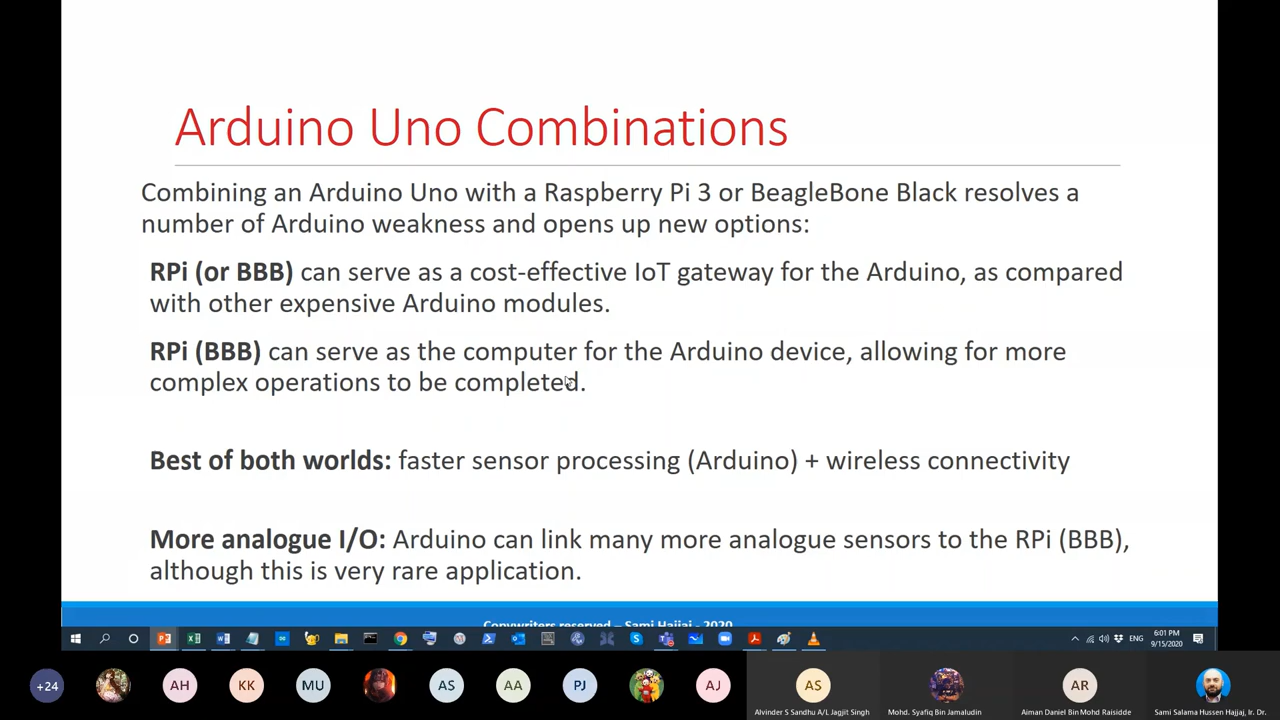 Arduino Uno Combinations
Combining an Arduino Uno with a Raspberry Pi 3 or BeagleBone Black resolves a
number of Arduino weakness and opens up new options:
RPi (or BBB) can serve as a cost-effective IoT gateway for the Arduino, as compared
with other expensive Arduino modules.
RPi (BBB) can serve as the computer for the Arduino device, allowing for more
complex operations to be completed.
Best of both worlds: faster sensor processing (Arduino) + wireless connectivity
More analogue I/O: Arduino can link many more analogue sensors to the RPi (BBB),
although this is very rare application.
Copywriters reserved – Sami Hajjaj - 2020
ENG
6:01 PM
9/15/2020
+24
AH
KK
MU
AS
AA
PJ
AJ
AS
AR
Alvinder S Sandhu A/L Jagjit Singh
Mohd. Syafiq Bin Jamaludin
Aiman Daniel Bin Mohd Raisidde
Sami Salama Hussen Hajjaj, Ir. Dr.